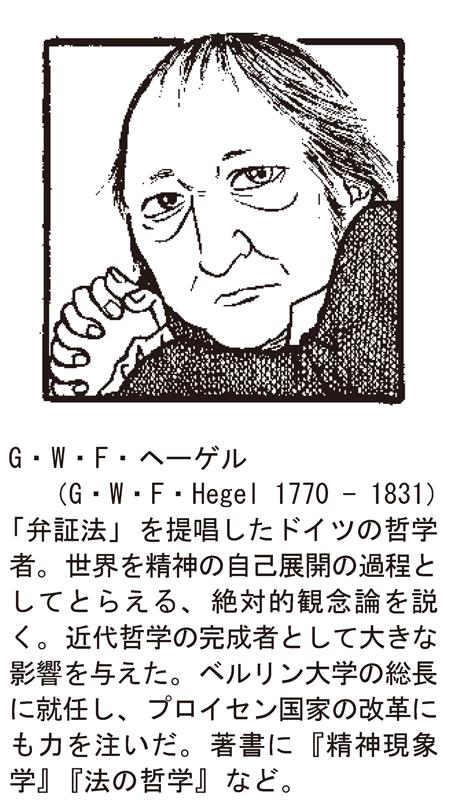 G・W・F・ヘーゲル
(G・W・F・Hegel 1770 − 1831)
「弁証法」を提唱したドイツの哲学
者。世界を精神の自己展開の過程と
してとらえる、絶対的観念論を説
く。近代哲学の完成者として大きな
影響を与えた。ベルリン大学の総長
に就任し、プロイセン国家の改革に
も力を注いだ。著書に『精神現象
学』『法の哲学』など。